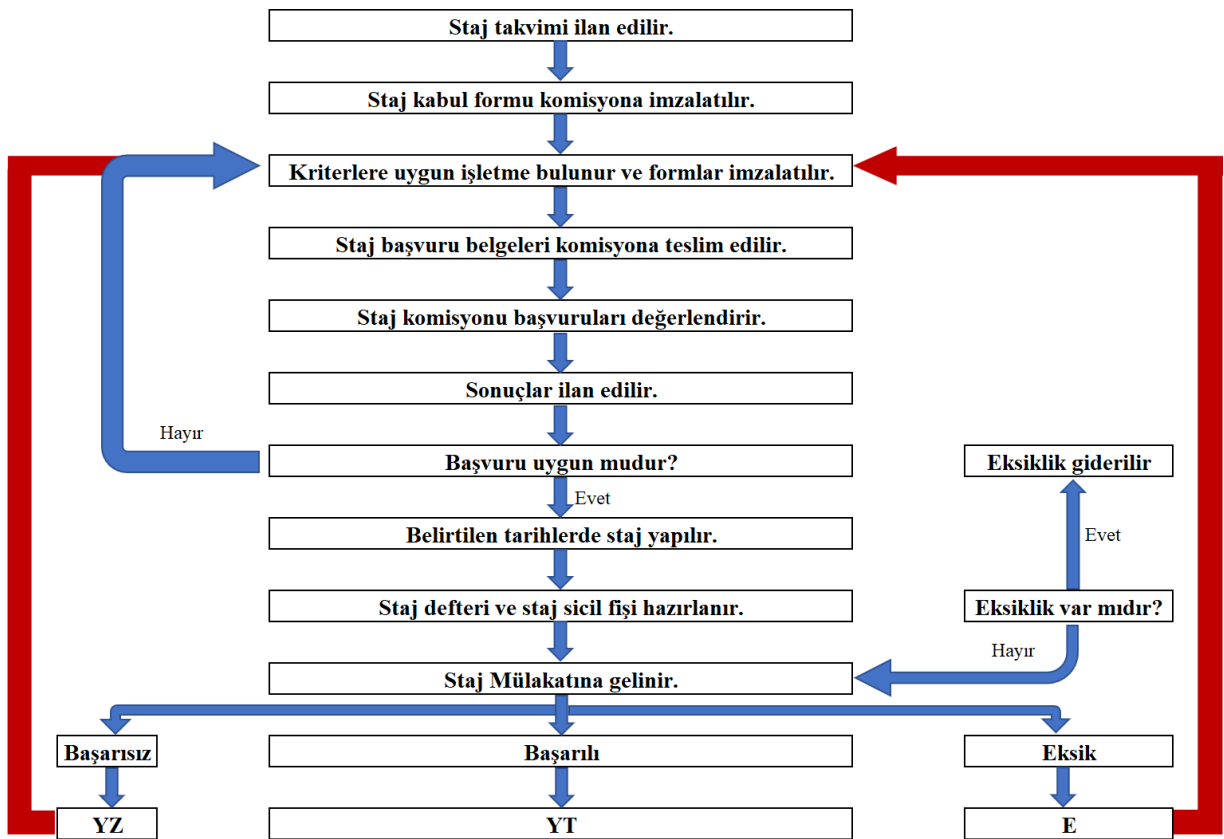 Staj takvimi ilan edilir.
Staj kabul formu komisyona imzalatılır.
Kriterlere uygun işletme bulunur ve formlar imzalatılır.
Staj başvuru belgeleri komisyona teslim edilir.
Staj komisyonu başvuruları değerlendirir.
Sonuçlar ilan edilir.
Hayır
Başvuru uygun mudur?
Eksiklik giderilir
Evet
Belirtilen tarihlerde staj yapılır.
Evet
Staj defteri ve staj sicil fişi hazırlanır.
Eksiklik var mıdır?
Hayır
Staj Mülakatına gelinir.
Başarısız
Başarılı
Eksik
YZ
YT
E